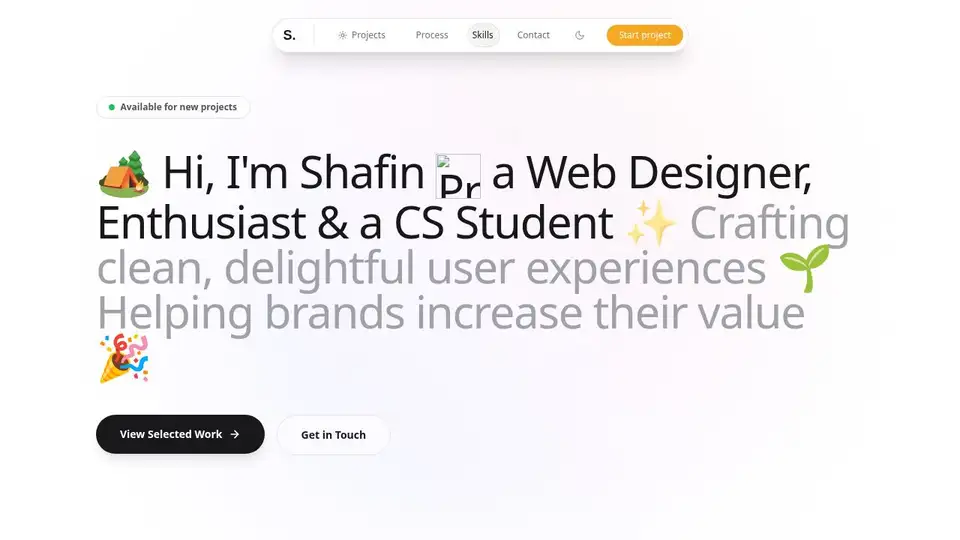 S. Projects Process Skills Contact Start project
Available for new projects
🏕️ Hi, I'm Shafin a Web Designer,
Enthusiast & a CS Student ✨ Crafting
clean, delightful user experiences 🌱
Helping brands increase their value
🎉
View Selected Work → Get in Touch